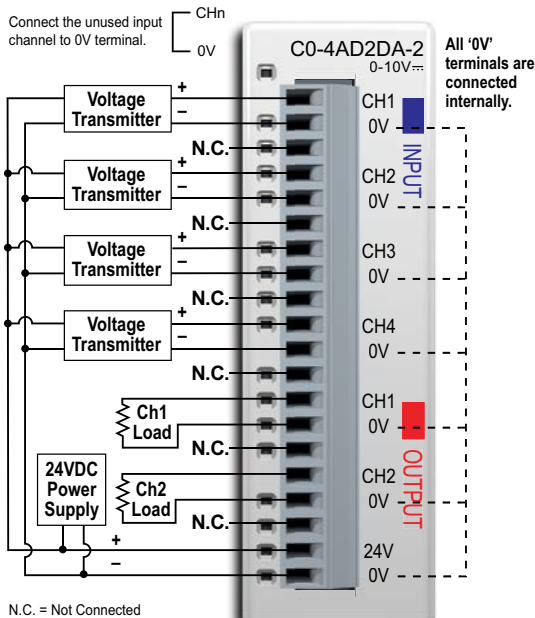 Connect the unused input
channel to 0V terminal.
CHn
0V
C0-4AD2DA-2
0-10V⎓
All ‘0V’
terminals are
connected
internally.
Voltage
Transmitter
+
–
N.C.
CH1
0V
INPUT
Voltage
Transmitter
+
–
N.C.
CH2
0V
Voltage
Transmitter
+
–
N.C.
CH3
0V
Voltage
Transmitter
+
–
N.C.
CH4
0V
Ch1
Load
N.C.
CH1
0V
OUTPUT
24VDC
Power
Supply
Ch2
Load
N.C.
CH2
0V
+
–
24V
0V
N.C. = Not Connected